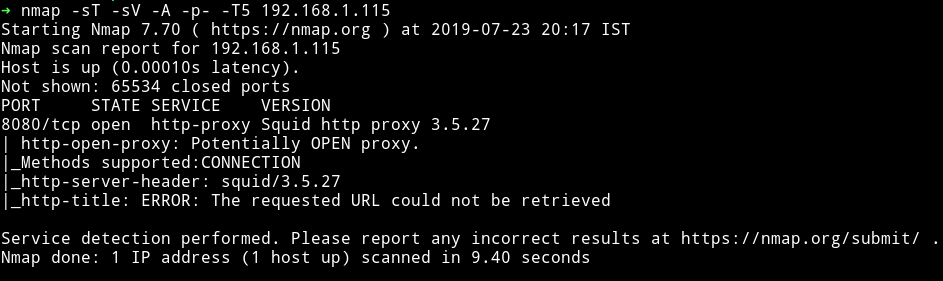 → nmap -sT -sV -A -p- -T5 192.168.1.115
Starting Nmap 7.70 ( https://nmap.org ) at 2019-07-23 20:17 IST
Nmap scan report for 192.168.1.115
Host is up (0.00010s latency).
Not shown: 65534 closed ports
PORT     STATE SERVICE    VERSION
8080/tcp open  http-proxy Squid http proxy 3.5.27
| http-open-proxy: Potentially OPEN proxy.
|_Methods supported:CONNECTION
|_http-server-header: squid/3.5.27
|_http-title: ERROR: The requested URL could not be retrieved
Service detection performed. Please report any incorrect results at https://nmap.org/submit/ .
Nmap done: 1 IP address (1 host up) scanned in 9.40 seconds